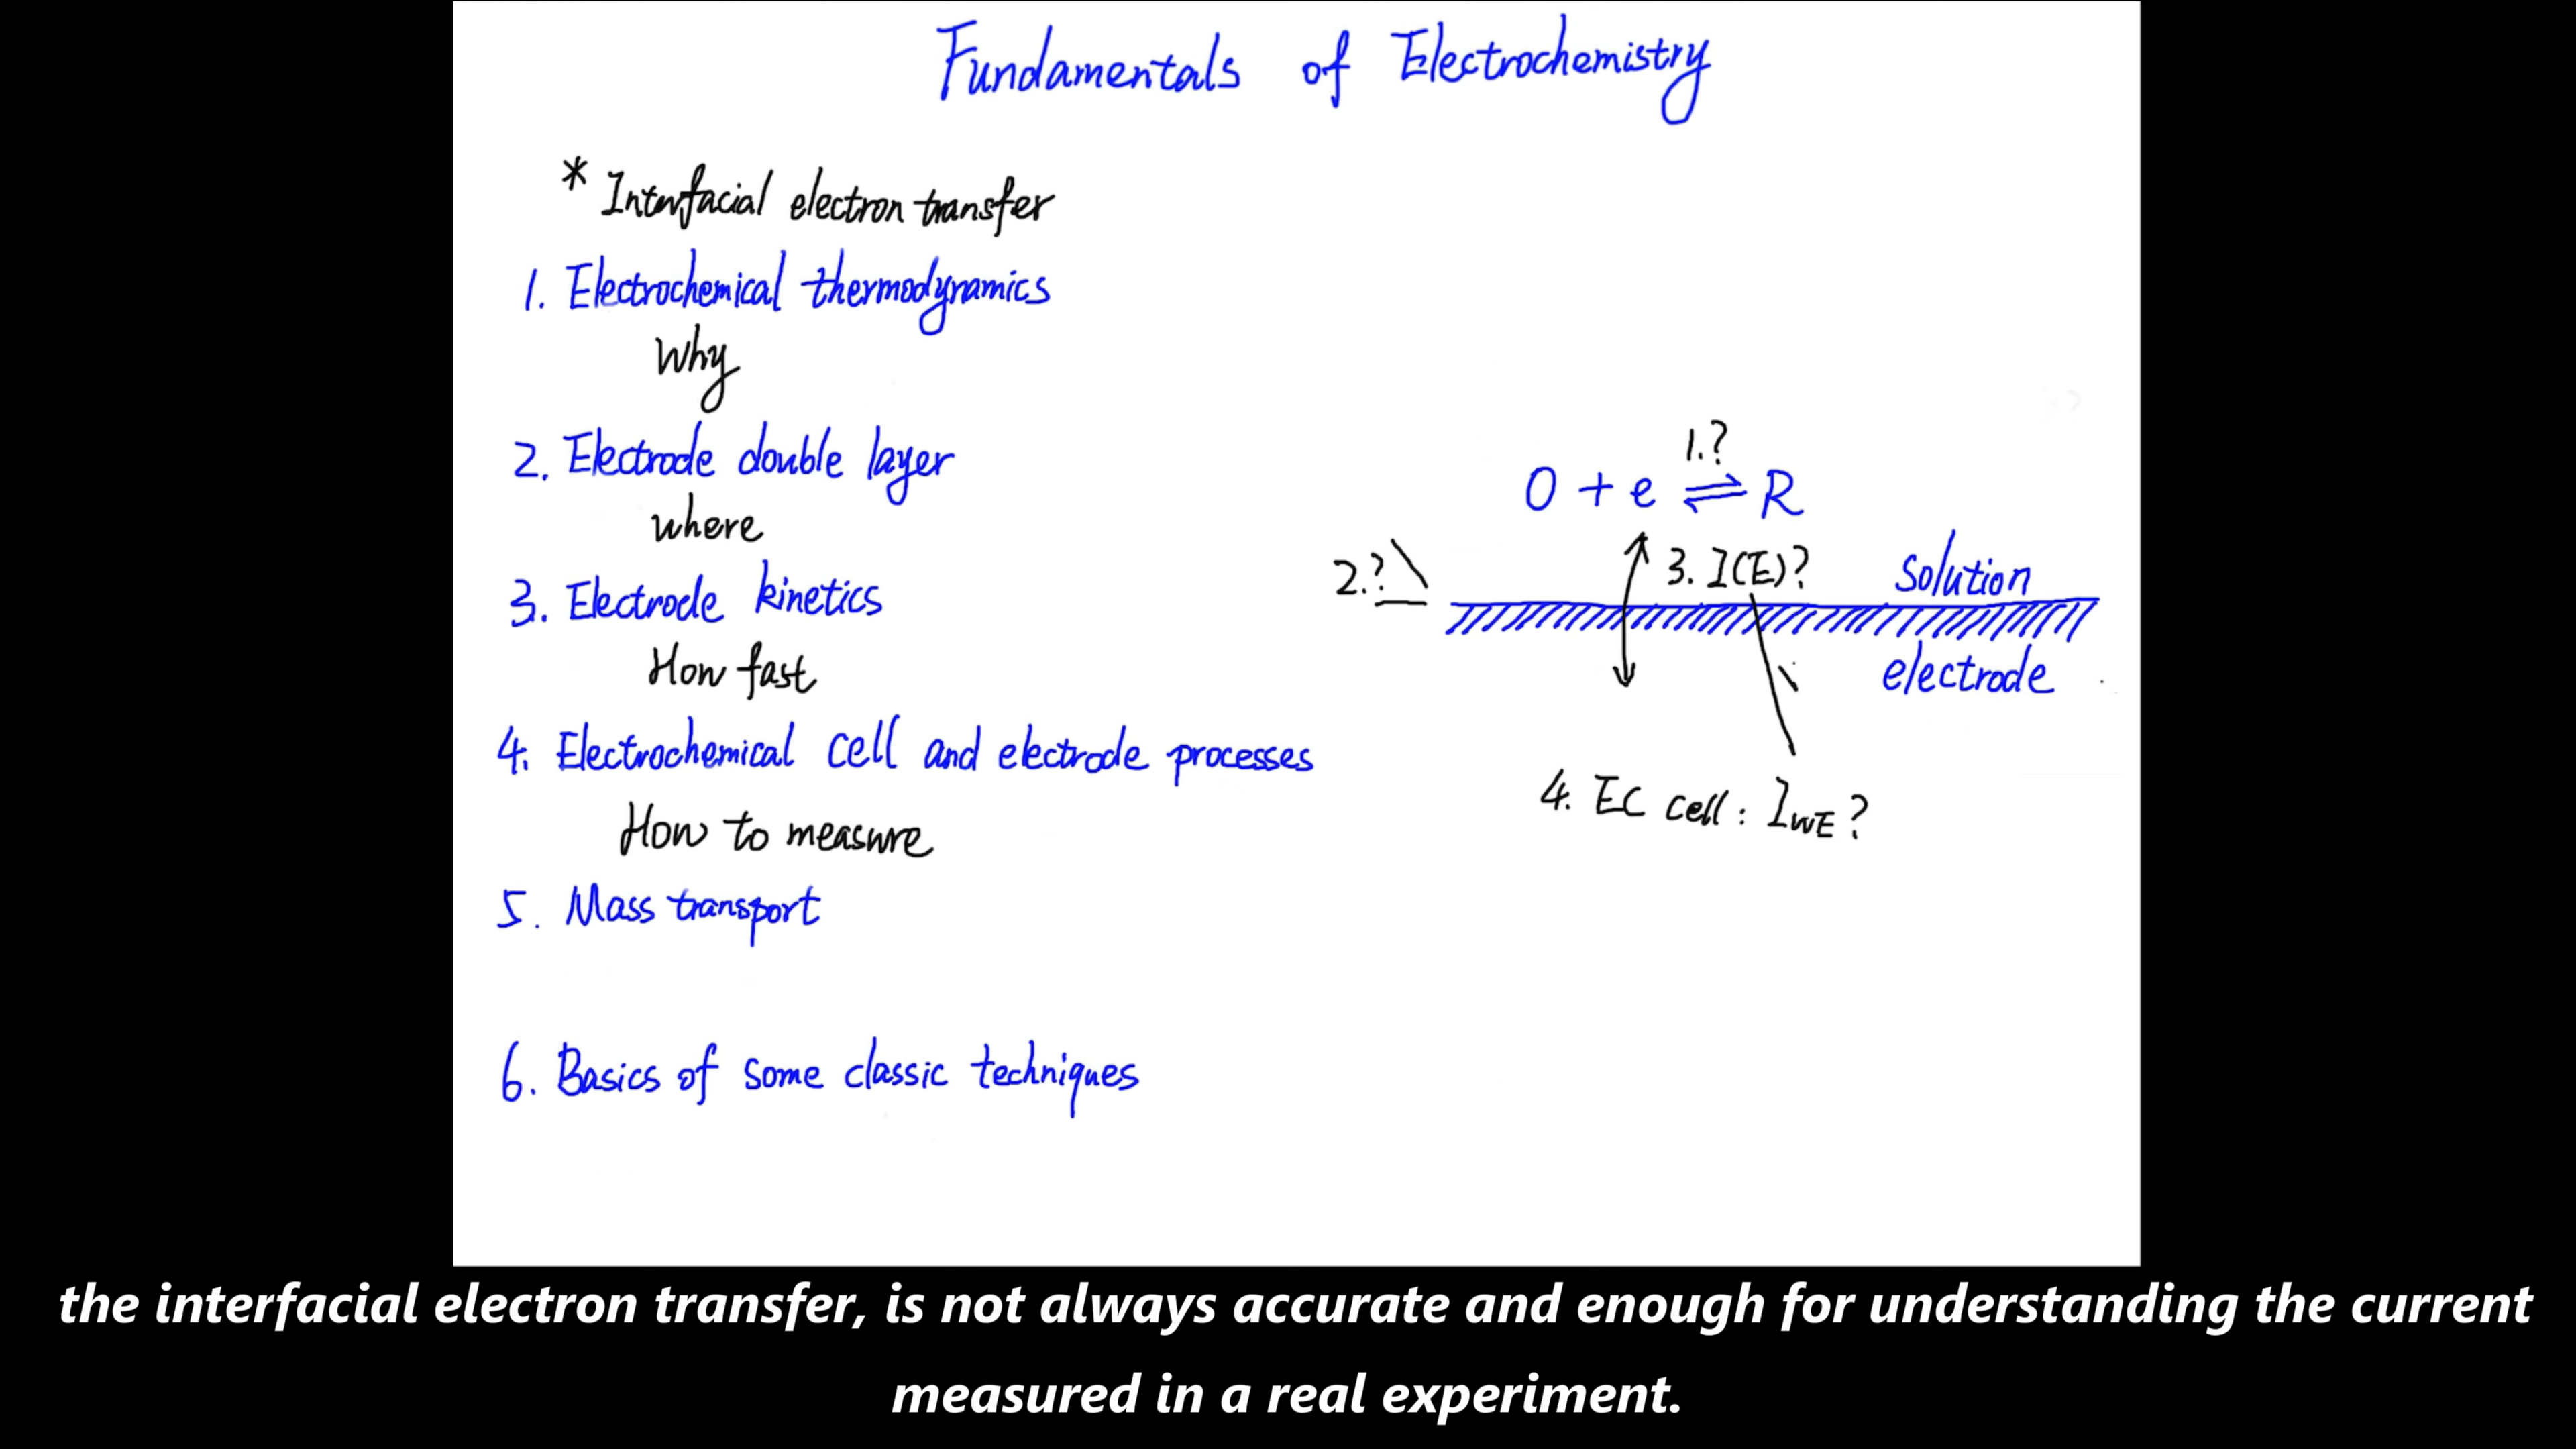 Fundamentals of Electrochemistry
* Interfacial electron transfer
1. Electrochemical thermodynamics
Why
2. Electrode double layer
where
3. Electrode kinetics
How fast
4. Electrochemical cell and electrode processes
How to measure
5. Mass transport
6. Basics of some classic techniques
1.?
O + e ⇌ R
2.?
3. I(E)?
solution
electrode
4. EC cell: I_WE?
the interfacial electron transfer, is not always accurate and enough for understanding the current
measured in a real experiment.